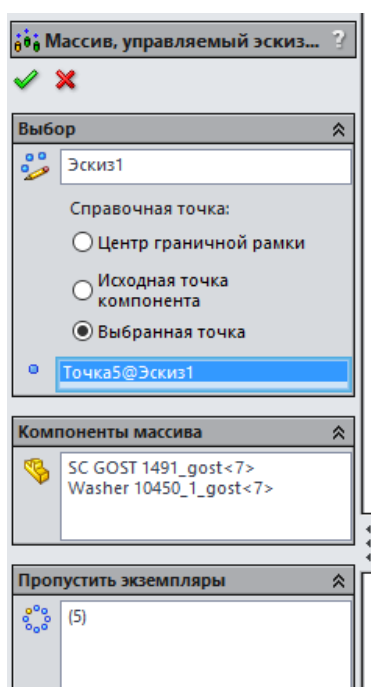 Массив, управляемый эскиз... ?
Выбор
Эскиз1
Справочная точка:
Центр граничной рамки
Исходная точка
компонента
Выбранная точка
Точка5@Эскиз1
Компоненты массива
SC GOST 1491_gost<7>
Washer 10450_1_gost<7>
Пропустить экземпляры
(5)